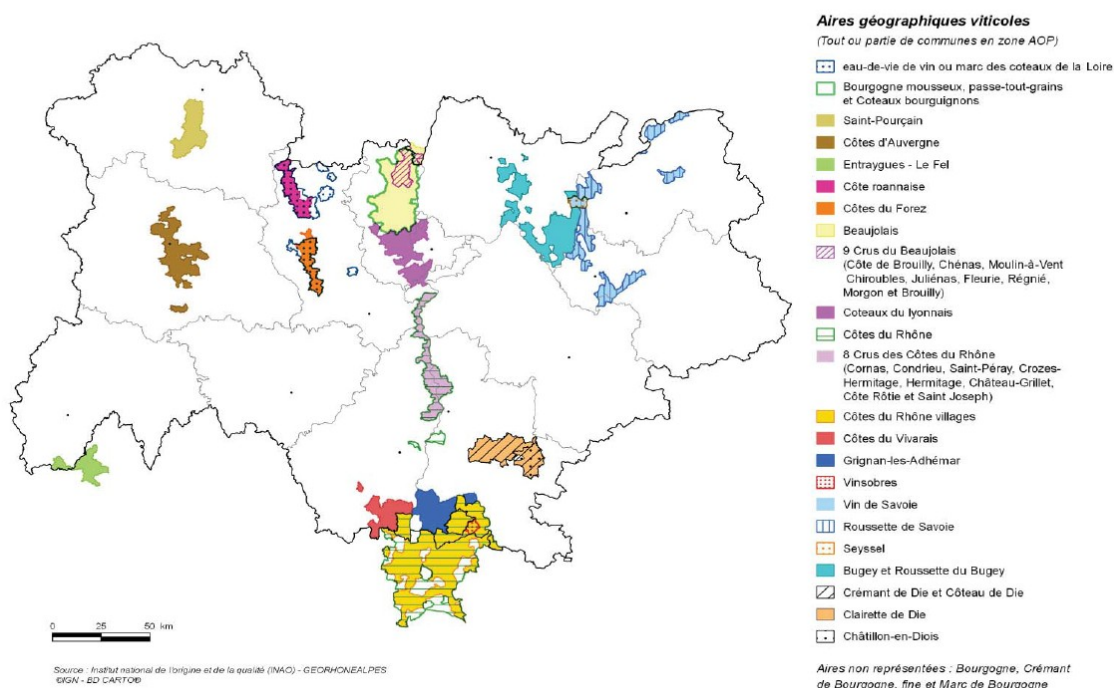 Aires géographiques viticoles
(Tout ou partie de communes en zone AOP)
eau-de-vie de vin ou marc des coteaux de la Loire
Bourgogne mousseux, passe-tout-grains
et Coteaux bourguignons
Saint-Pourçain
Côtes d'Auvergne
Entraygues - Le Fel
Côte roannaise
Côtes du Forez
Beaujolais
9 Crus du Beaujolais
(Côte de Brouilly, Chénas, Moulin-à-Vent
Chiroubles, Juliénas, Fleurie, Régnié,
Morgon et Brouilly)
Coteaux du lyonnais
Côtes du Rhône
8 Crus des Côtes du Rhône
(Cornas, Condrieu, Saint-Péray, Crozes-
Hermitage, Hermitage, Château-Grillet,
Côte Rôtie et Saint Joseph)
Côtes du Rhône villages
Côtes du Vivarais
Grignan-les-Adhémar
Vinsobres
Vin de Savoie
Roussette de Savoie
Seyssel
Bugey et Roussette du Bugey
Crémant de Die et Côteau de Die
Clairette de Die
Châtillon-en-Diois
Aires non représentées : Bourgogne, Crémant
de Bourgogne, fine et Marc de Bourgogne
0 25 50 km
Source : Institut national de l'origine et de la qualité (INAO) - GEORHONEALPES
©IGN - BD CARTO®